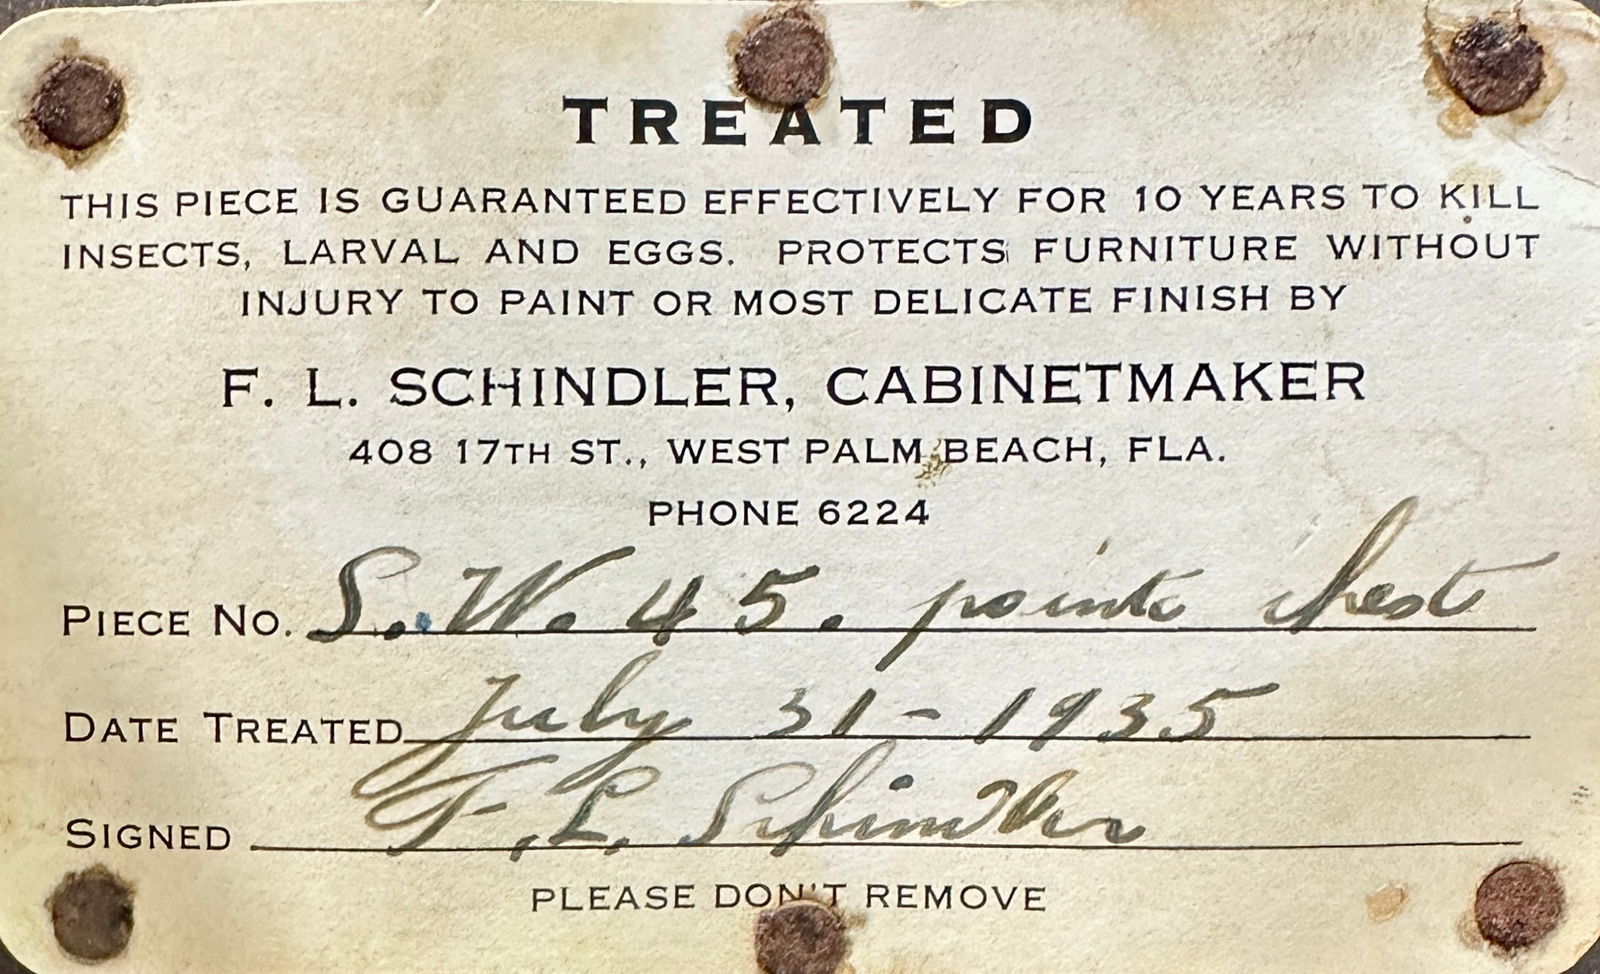 TREATED
THIS PIECE IS GUARANTEED EFFECTIVELY FOR 10 YEARS TO KILL
INSECTS, LARVAL AND EGGS. PROTECTS FURNITURE WITHOUT
INJURY TO PAINT OR MOST DELICATE FINISH BY
F. L. SCHINDLER, CABINETMAKER
408 17TH ST., WEST PALM BEACH, FLA.
PHONE 6224
PIECE NO. S. W. 45. chest
DATE TREATED July 31-1935
SIGNED F. L. Schindler
PLEASE DON'T REMOVE